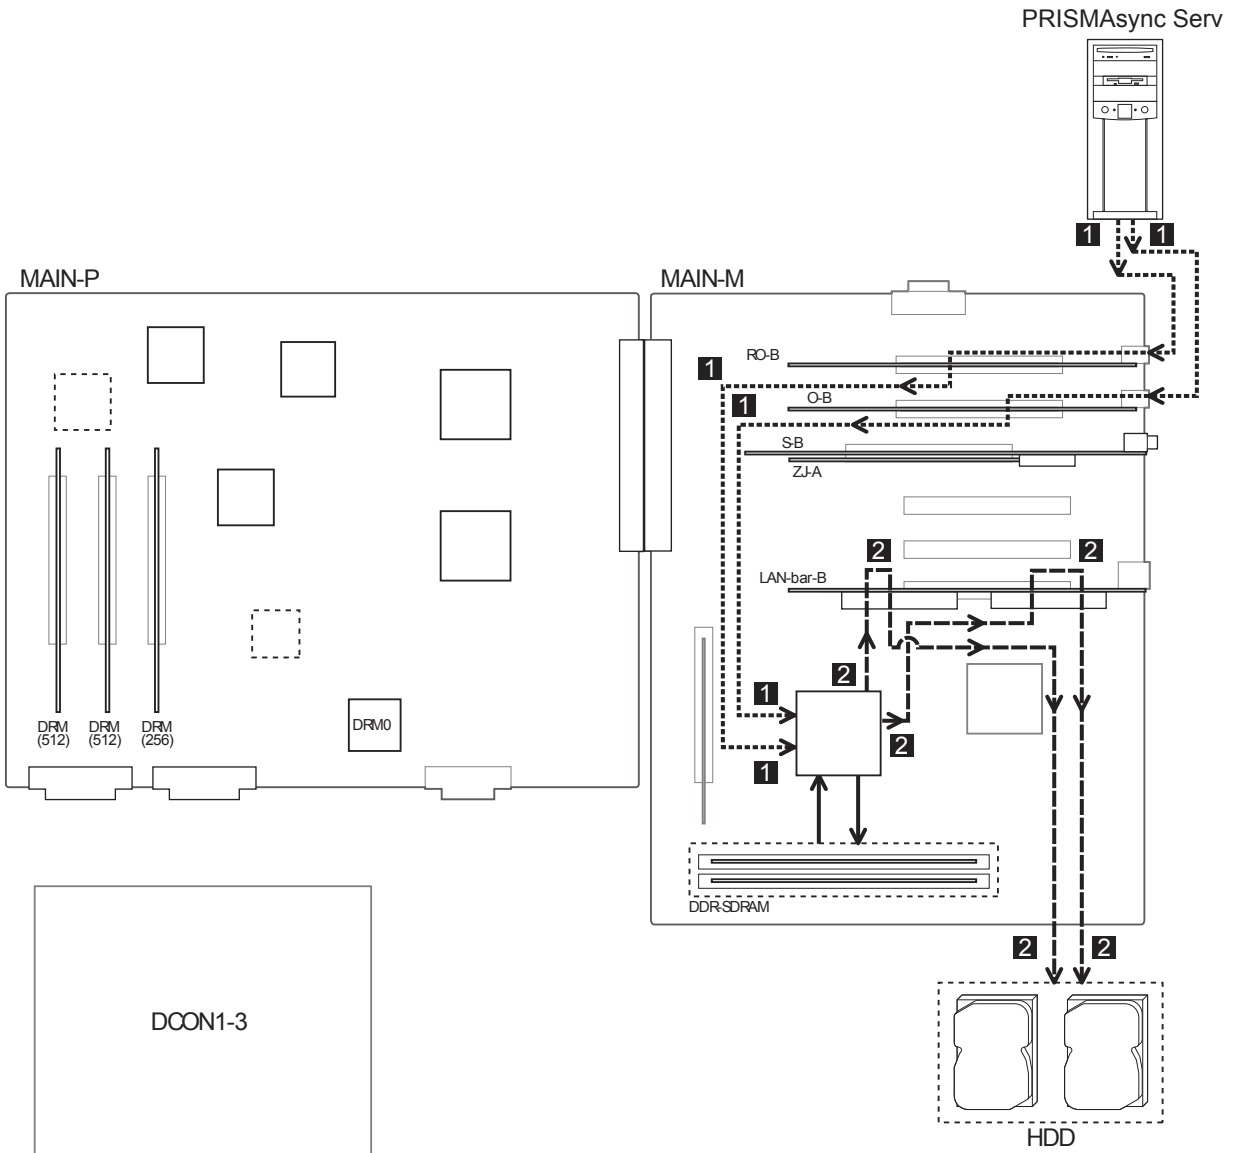 PRISMAsync Serv
1 1
MAIN-P
MAIN-M
RO-B
1
O-B
1
S-B
ZJ-A
2 2
LAN-bar-B
2
1
DRM
(512)
DRM
(512)
DRM
(256)
DRM0
2
1
DDR-SDRAM
2 2
DCON1-3
HDD